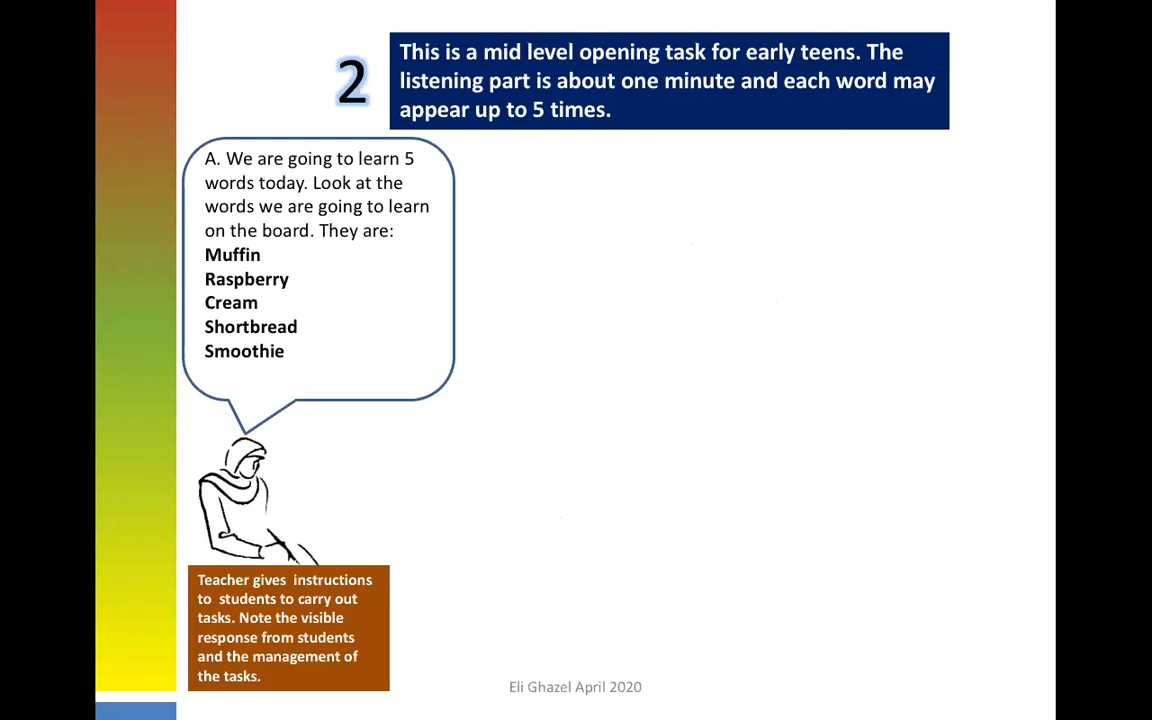 2
This is a mid level opening task for early teens. The
listening part is about one minute and each word may
appear up to 5 times.
A. We are going to learn 5
words today. Look at the
words we are going to learn
on the board. They are:
Muffin
Raspberry
Cream
Shortbread
Smoothie
Teacher gives instructions
to students to carry out
tasks. Note the visible
response from students
and the management of
the tasks.
Eli Ghazel April 2020